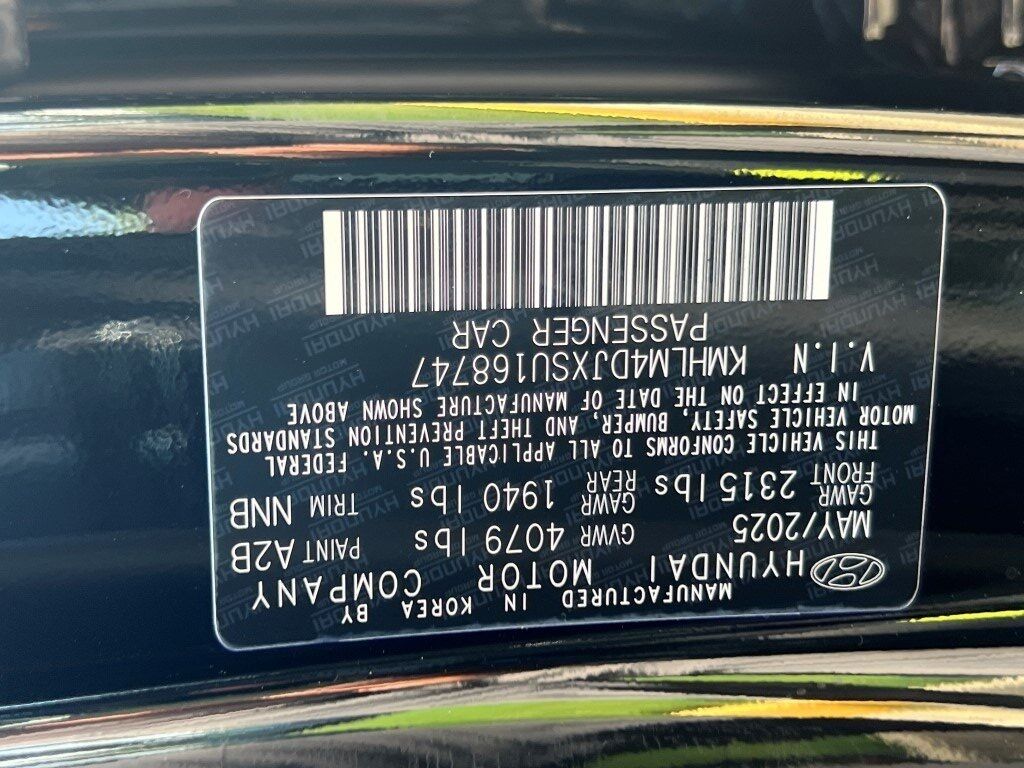 MANUFACTURED IN KOREA BY
HYUNDAI MOTOR COMPANY
MAY/2025 GVWR 4079 lbs PAINT A2B
GAWR FRONT 2315 lbs GAWR REAR 1940 lbs TRIM NNB
THIS VEHICLE CONFORMS TO ALL APPLICABLE U.S.A. FEDERAL
MOTOR VEHICLE SAFETY, BUMPER, AND THEFT PREVENTION STANDARDS
IN EFFECT ON THE DATE OF MANUFACTURE SHOWN ABOVE
V.I.N KMHLM4DJXSU168747
PASSENGER CAR